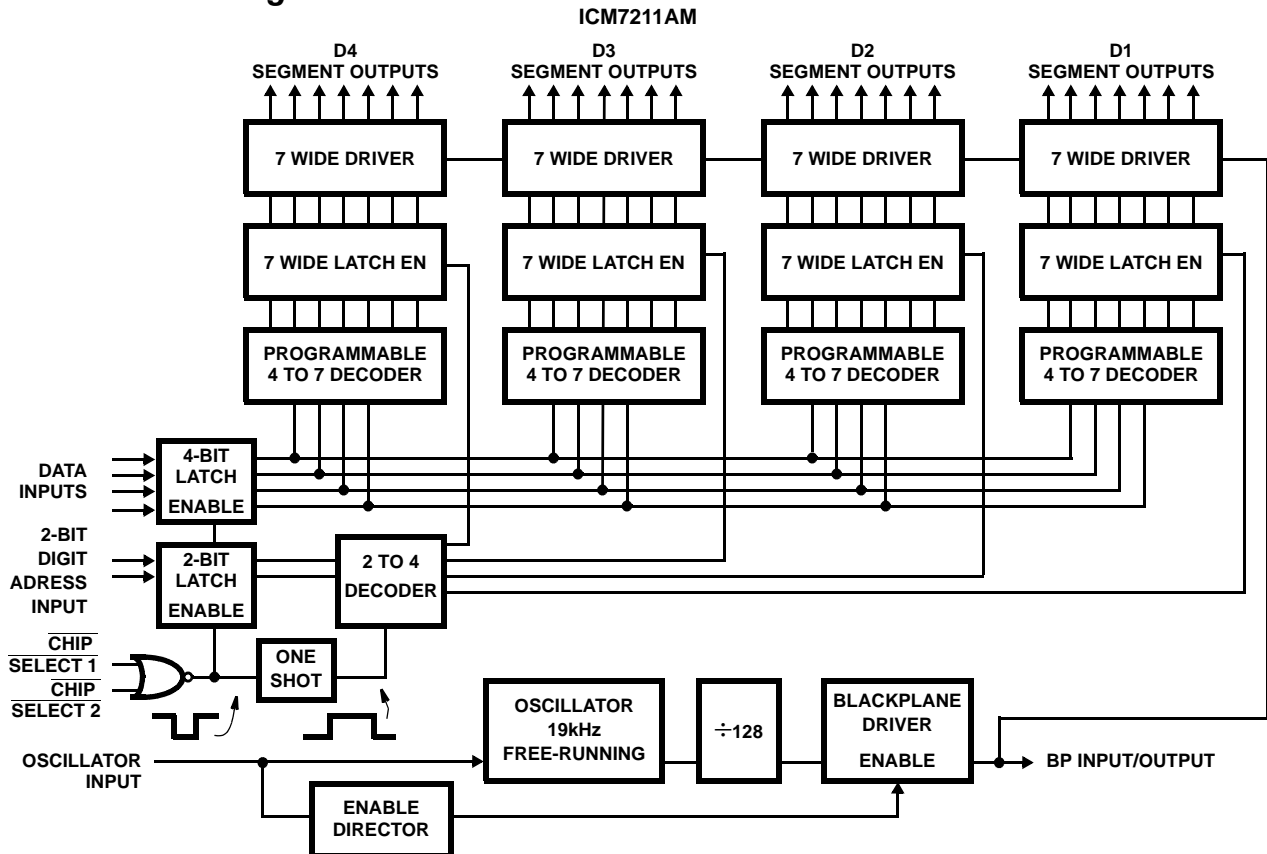 ICM7211AM
D4
SEGMENT OUTPUTS
D3
SEGMENT OUTPUTS
D2
SEGMENT OUTPUTS
D1
SEGMENT OUTPUTS
7 WIDE DRIVER
7 WIDE DRIVER
7 WIDE DRIVER
7 WIDE DRIVER
7 WIDE LATCH EN
7 WIDE LATCH EN
7 WIDE LATCH EN
7 WIDE LATCH EN
PROGRAMMABLE
4 TO 7 DECODER
PROGRAMMABLE
4 TO 7 DECODER
PROGRAMMABLE
4 TO 7 DECODER
PROGRAMMABLE
4 TO 7 DECODER
DATA
INPUTS
4-BIT
LATCH
ENABLE
2-BIT
DIGIT
ADRESS
INPUT
2-BIT
LATCH
ENABLE
2 TO 4
DECODER
CHIP
SELECT 1
CHIP
SELECT 2
ONE
SHOT
OSCILLATOR
19kHz
FREE-RUNNING
÷128
BLACKPLANE
DRIVER
ENABLE
OSCILLATOR
INPUT
BP INPUT/OUTPUT
ENABLE
DIRECTOR